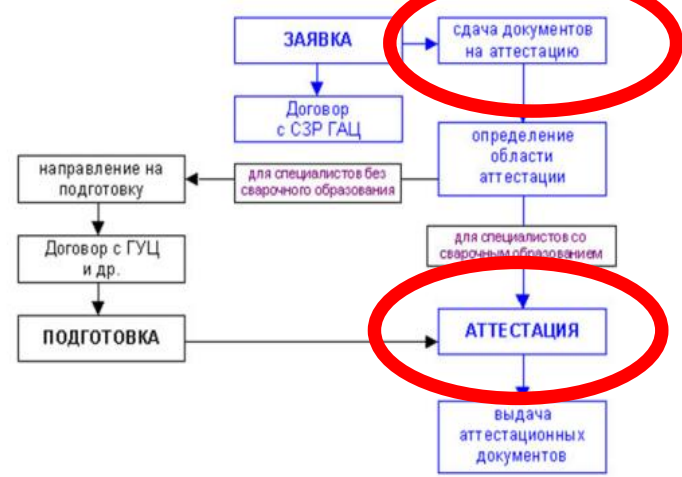 ЗАЯВКА
сдача документов
на аттестацию
Договор
с СЗР ГАЦ
определение
области
аттестации
для специалистов без
сварочного образования
направление на
подготовку
Договор с ГУЦ
и др.
для специалистов со
сварочным образованием
ПОДГОТОВКА
АТТЕСТАЦИЯ
выдача
аттестационных
документов